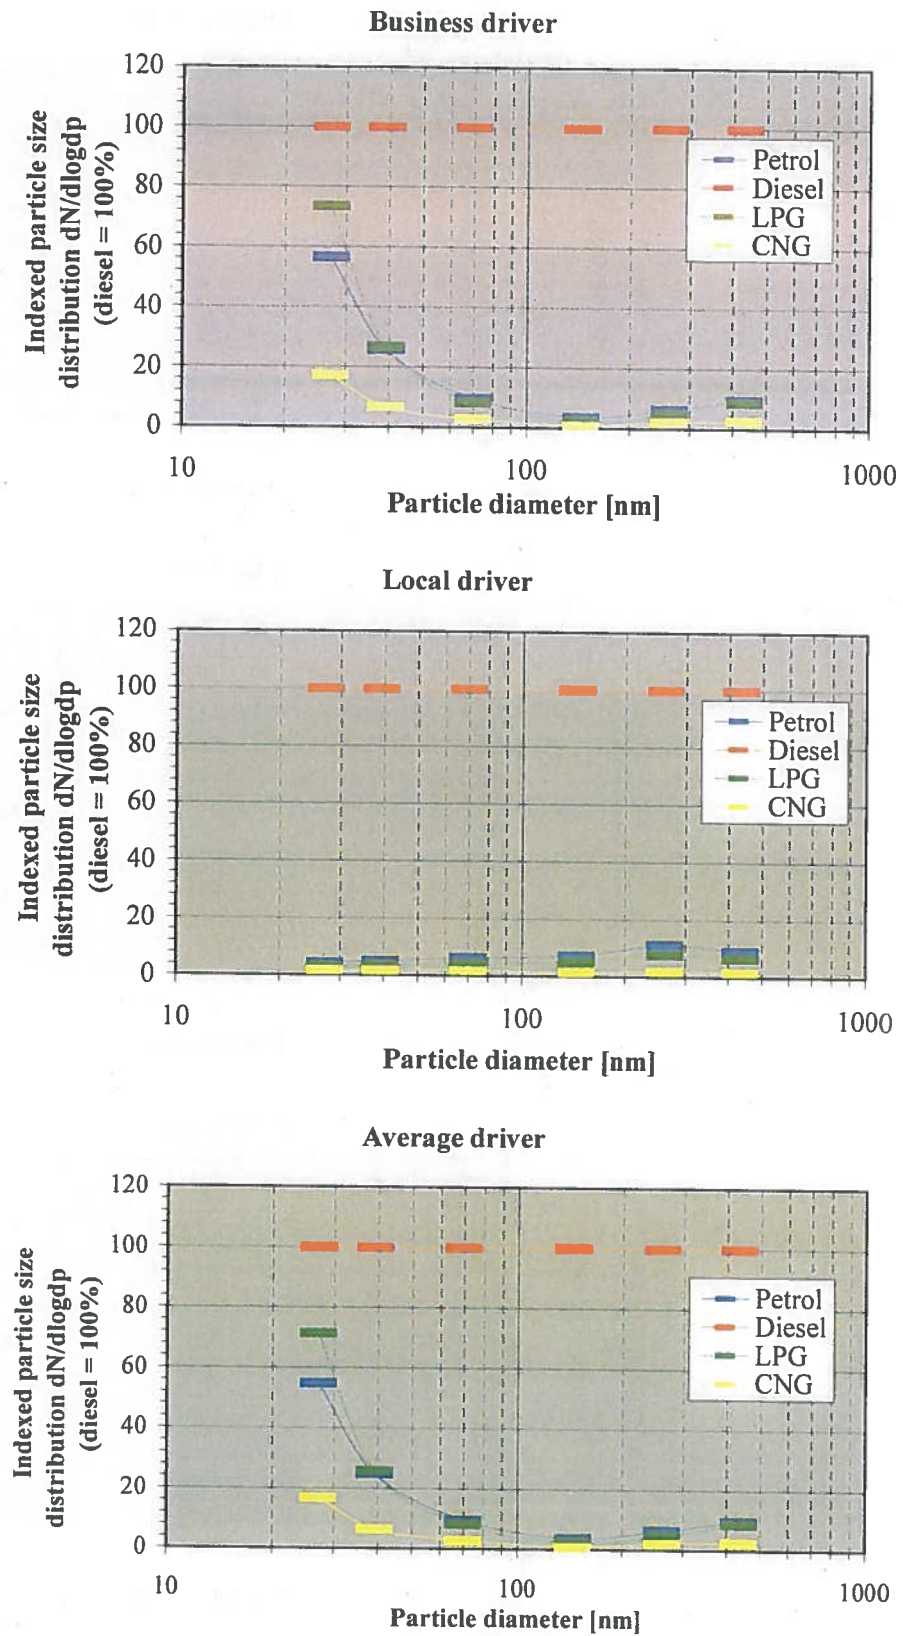 Business driver
Indexed particle size
distribution dN/dlogdp
(diesel = 100%)
120
100
80
60
40
20
0
10
100
1000
Particle diameter [nm]
Petrol
Diesel
LPG
CNG
Local driver
Indexed particle size
distribution dN/dlogdp
(diesel = 100%)
120
100
80
60
40
20
0
10
100
1000
Particle diameter [nm]
Petrol
Diesel
LPG
CNG
Average driver
Indexed particle size
distribution dN/dlogdp
(diesel = 100%)
120
100
80
60
40
20
0
10
100
1000
Particle diameter [nm]
Petrol
Diesel
LPG
CNG